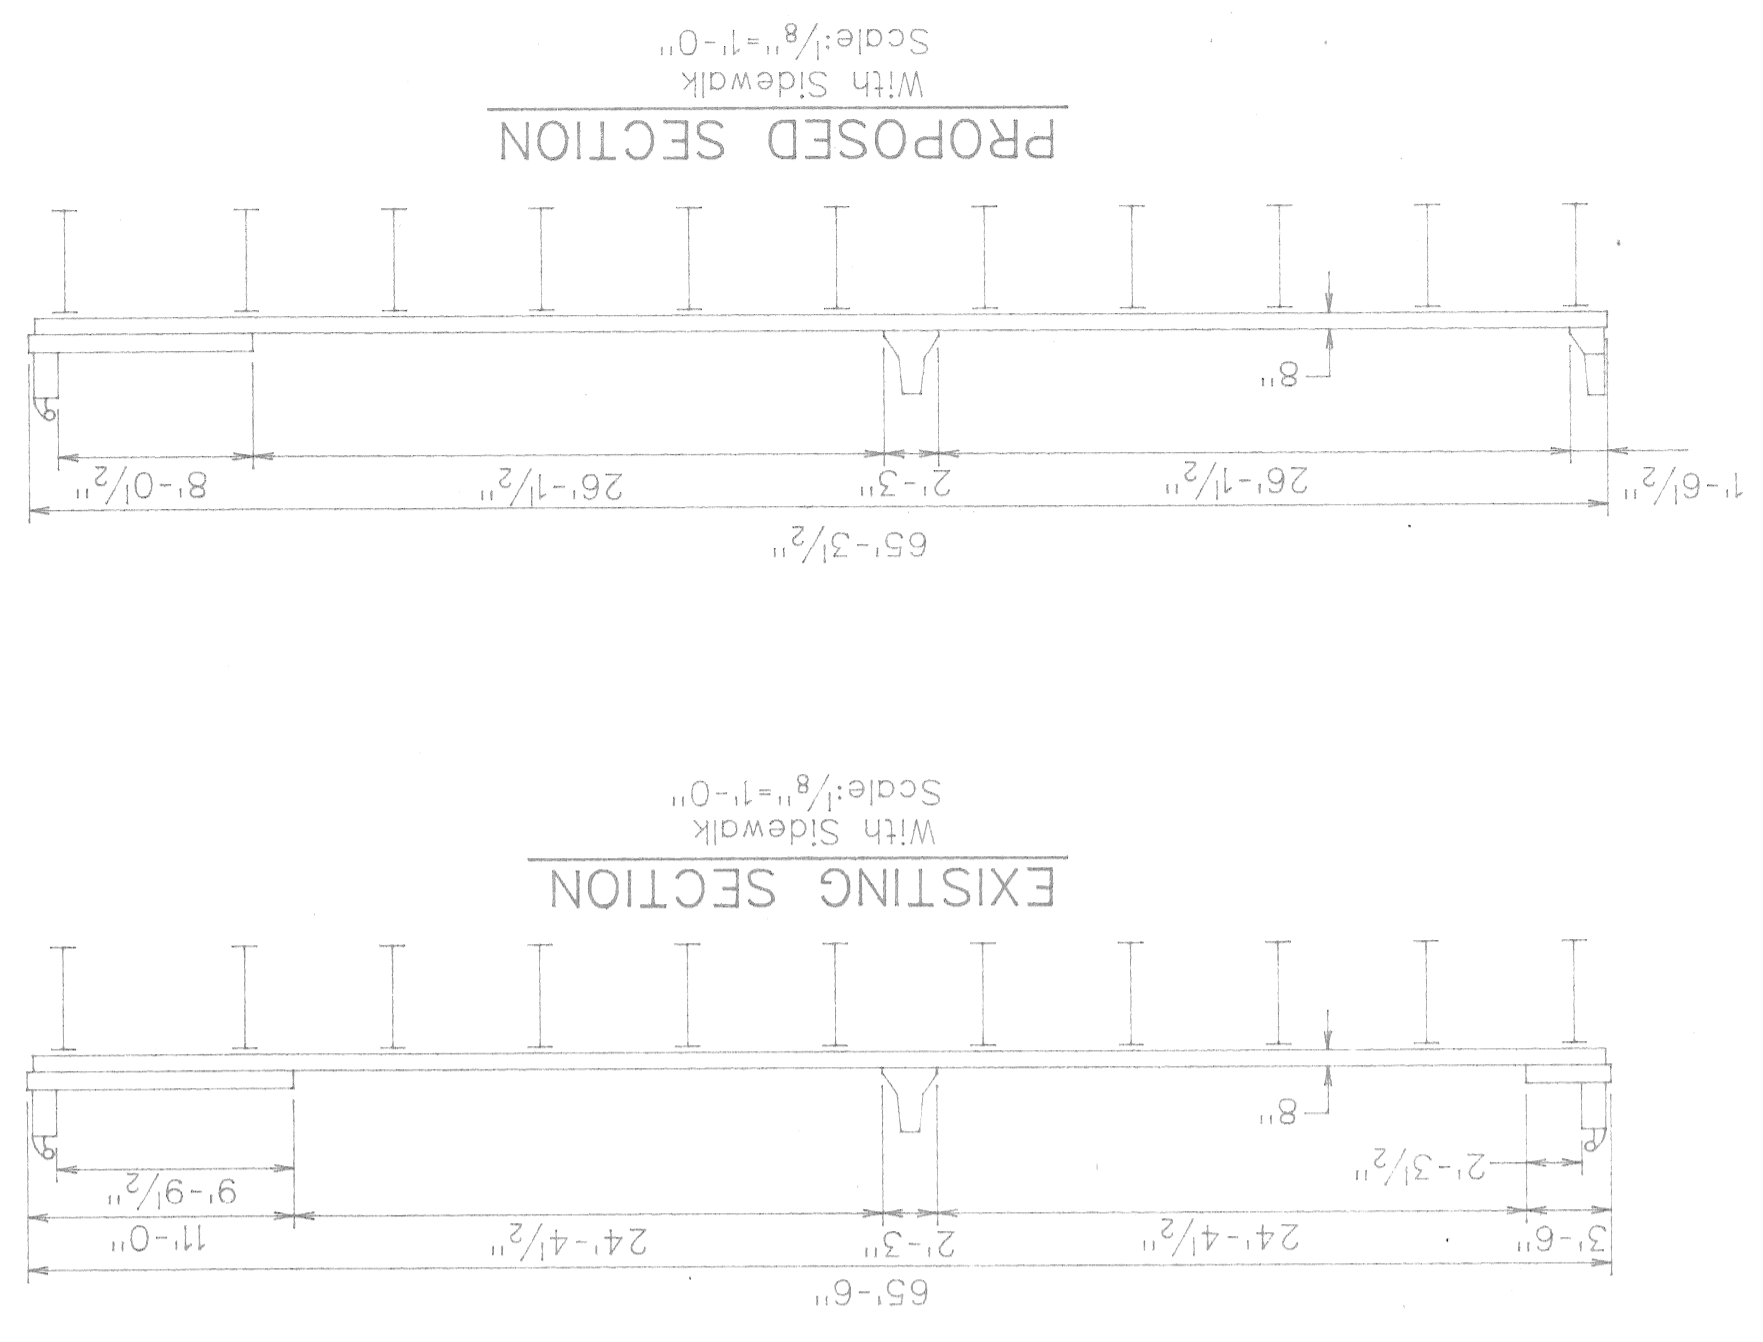 65'-6"
3'-6"
24'-4 1/2"
2'-3"
24'-4 1/2"
11'-0"
2'-3 1/2"
9'-9 1/2"
8"
EXISTING SECTION
With Sidewalk
Scale:1/8"=1'-0"
65'-3 1/2"
1'-6 1/2"
26'-1 1/2"
2'-3"
26'-1 1/2"
8'-0 1/2"
8"
PROPOSED SECTION
With Sidewalk
Scale:1/8"=1'-0"